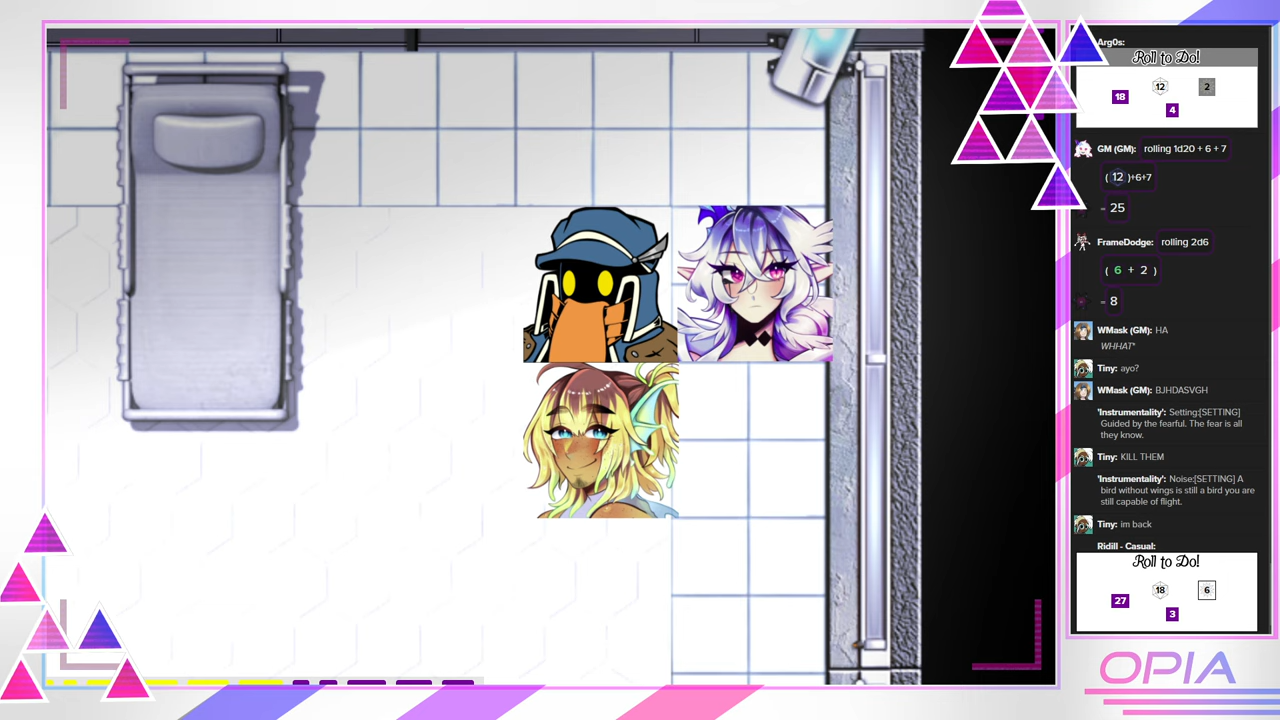 Arg0s:
Roll to Do!
18
12
2
4
GM (GM): rolling 1d20 + 6 + 7
(12)+6+7
= 25
FrameDodge: rolling 2d6
(6 + 2)
= 8
WMask (GM): HA
WHHAT*
Tiny: ayo?
WMask (GM): BJHDASVGH
'Instrumentality': Setting:[SETTING]
Guided by the fearful. The fear is all
they know.
Tiny: KILL THEM
'Instrumentality': Noise:[SETTING] A
bird without wings is still a bird you are
still capable of flight.
Tiny: im back
Ridill - Casual:
Roll to Do!
27
18
6
3
OPIA